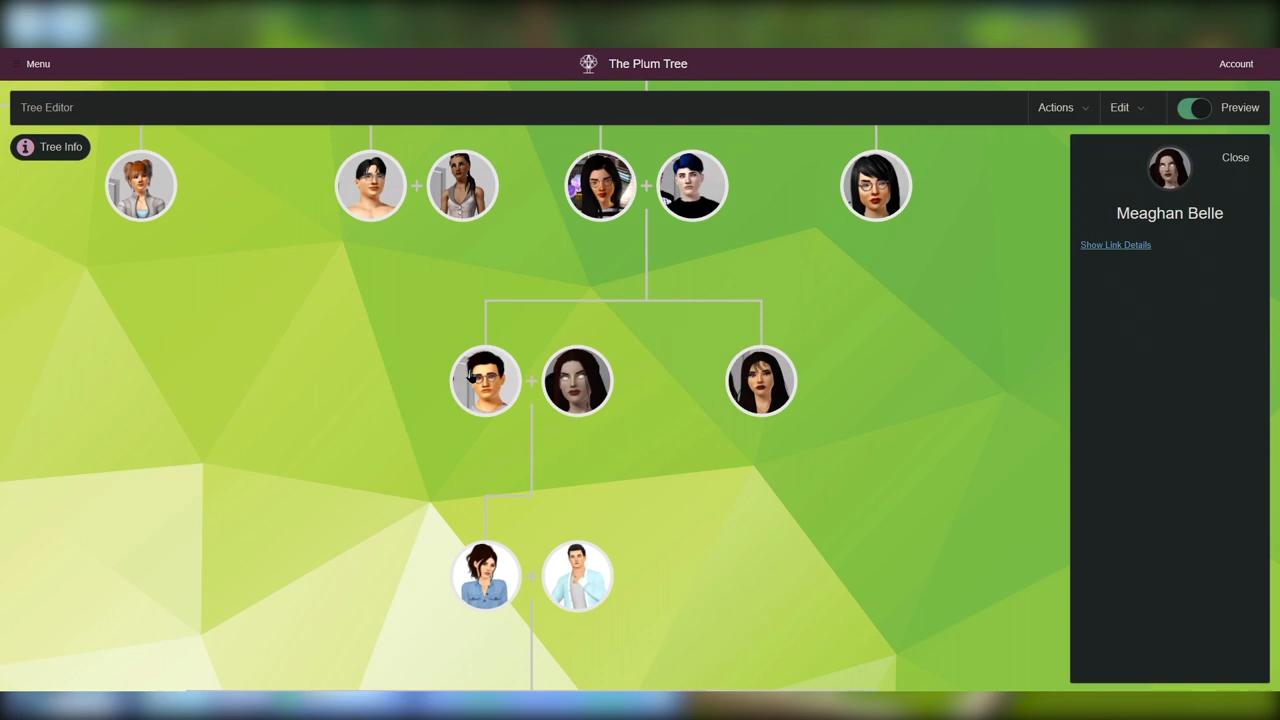 Menu
The Plum Tree
Account
Tree Editor
Actions
Edit
Preview
Tree Info
Close
Meaghan Belle
Show Link Details